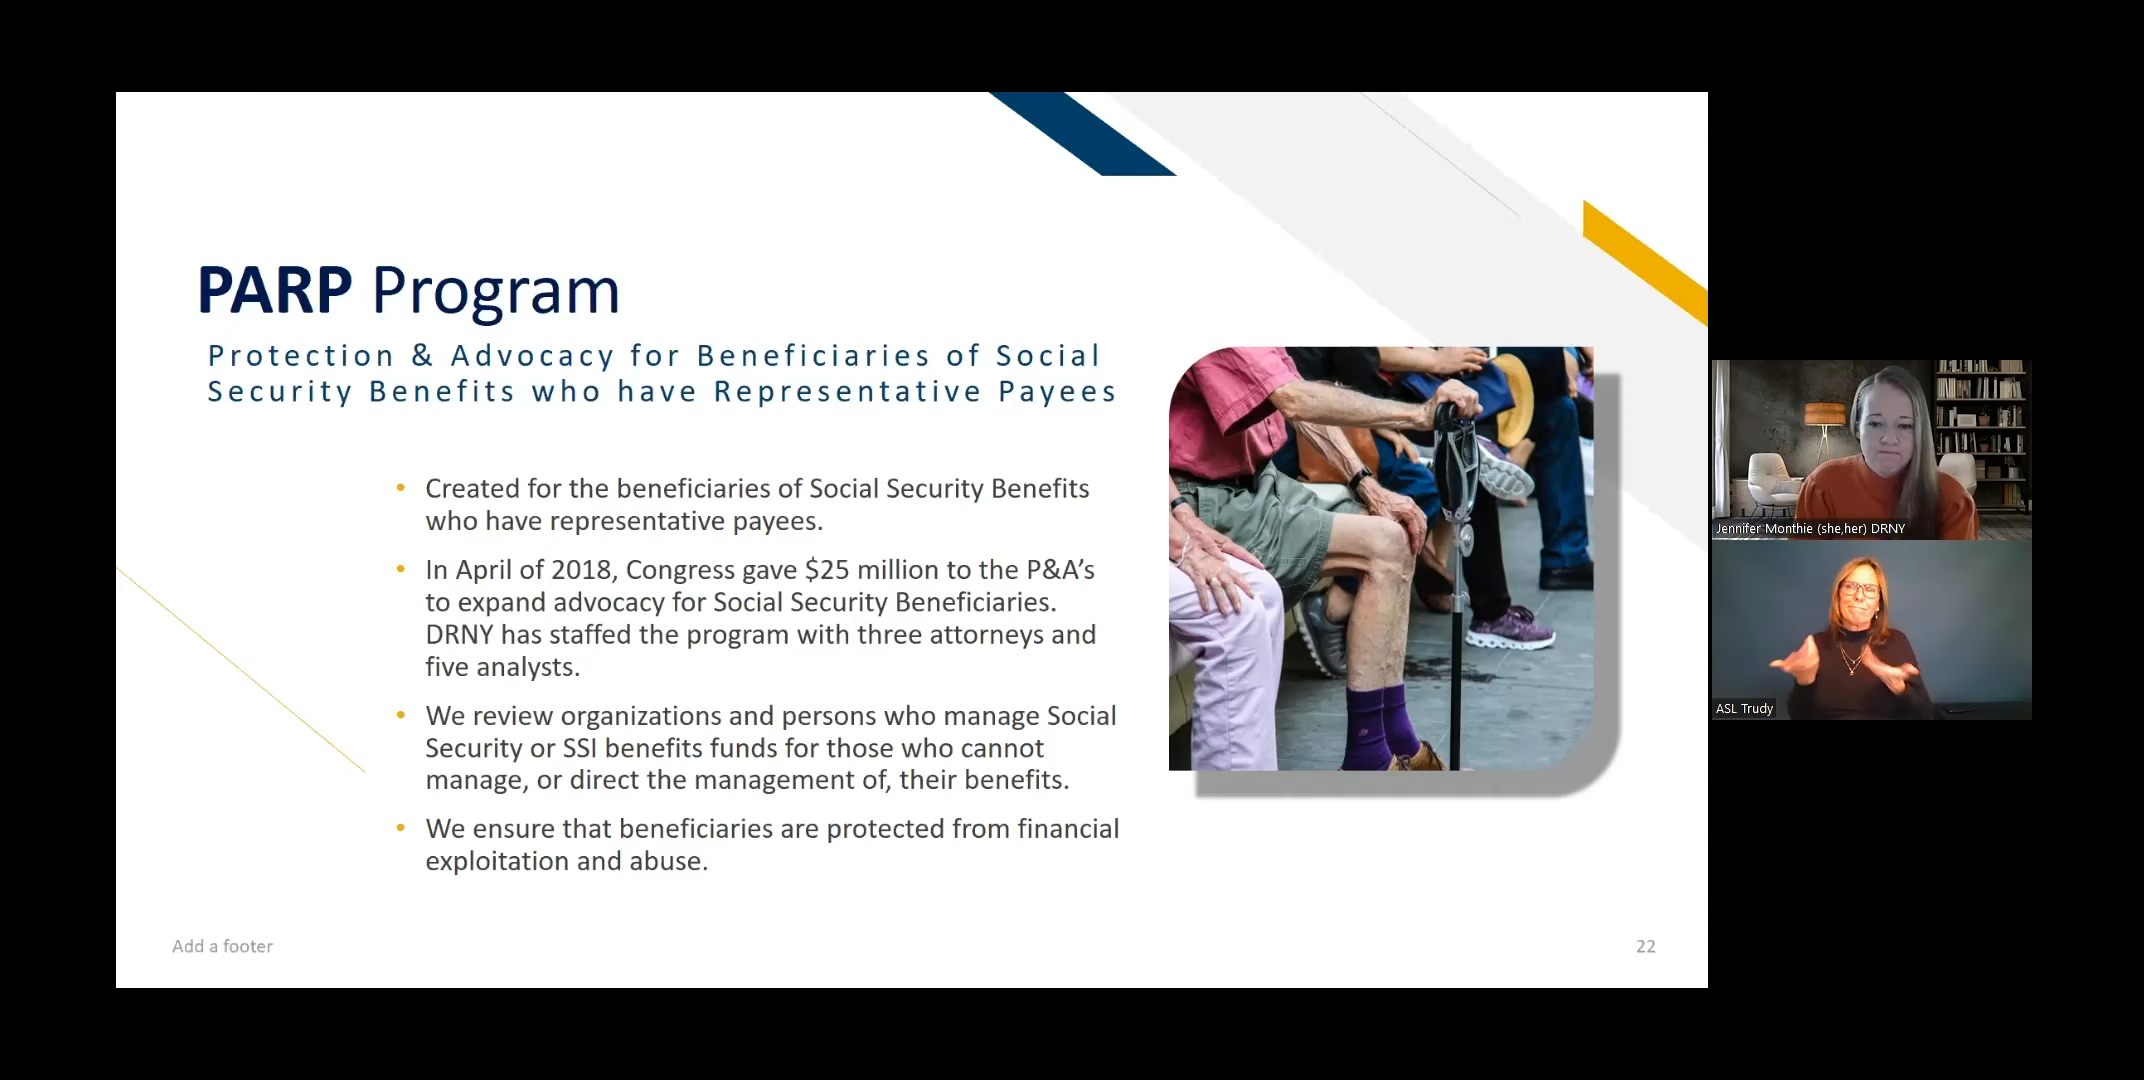 PARP Program
Protection & Advocacy for Beneficiaries of Social
Security Benefits who have Representative Payees
• Created for the beneficiaries of Social Security Benefits
who have representative payees.
• In April of 2018, Congress gave $25 million to the P&A’s
to expand advocacy for Social Security Beneficiaries.
DRNY has staffed the program with three attorneys and
five analysts.
• We review organizations and persons who manage Social
Security or SSI benefits funds for those who cannot
manage, or direct the management of, their benefits.
• We ensure that beneficiaries are protected from financial
exploitation and abuse.
Add a footer
22
Jennifer Monthie (she,her) DRNY
ASL Trudy